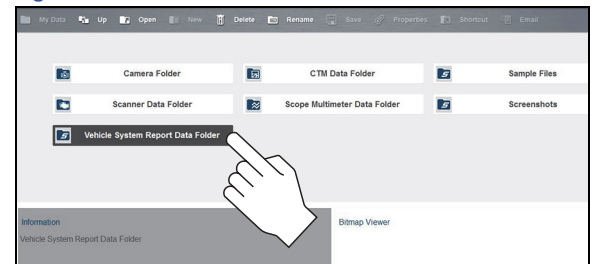 My Data Up Open New Delete Rename Save Properties Shortcut Email
Camera Folder CTM Data Folder Sample Files
Scanner Data Folder Scope Multimeter Data Folder Screenshots
Vehicle System Report Data Folder
Information Bitmap Viewer
Vehicle System Report Data Folder